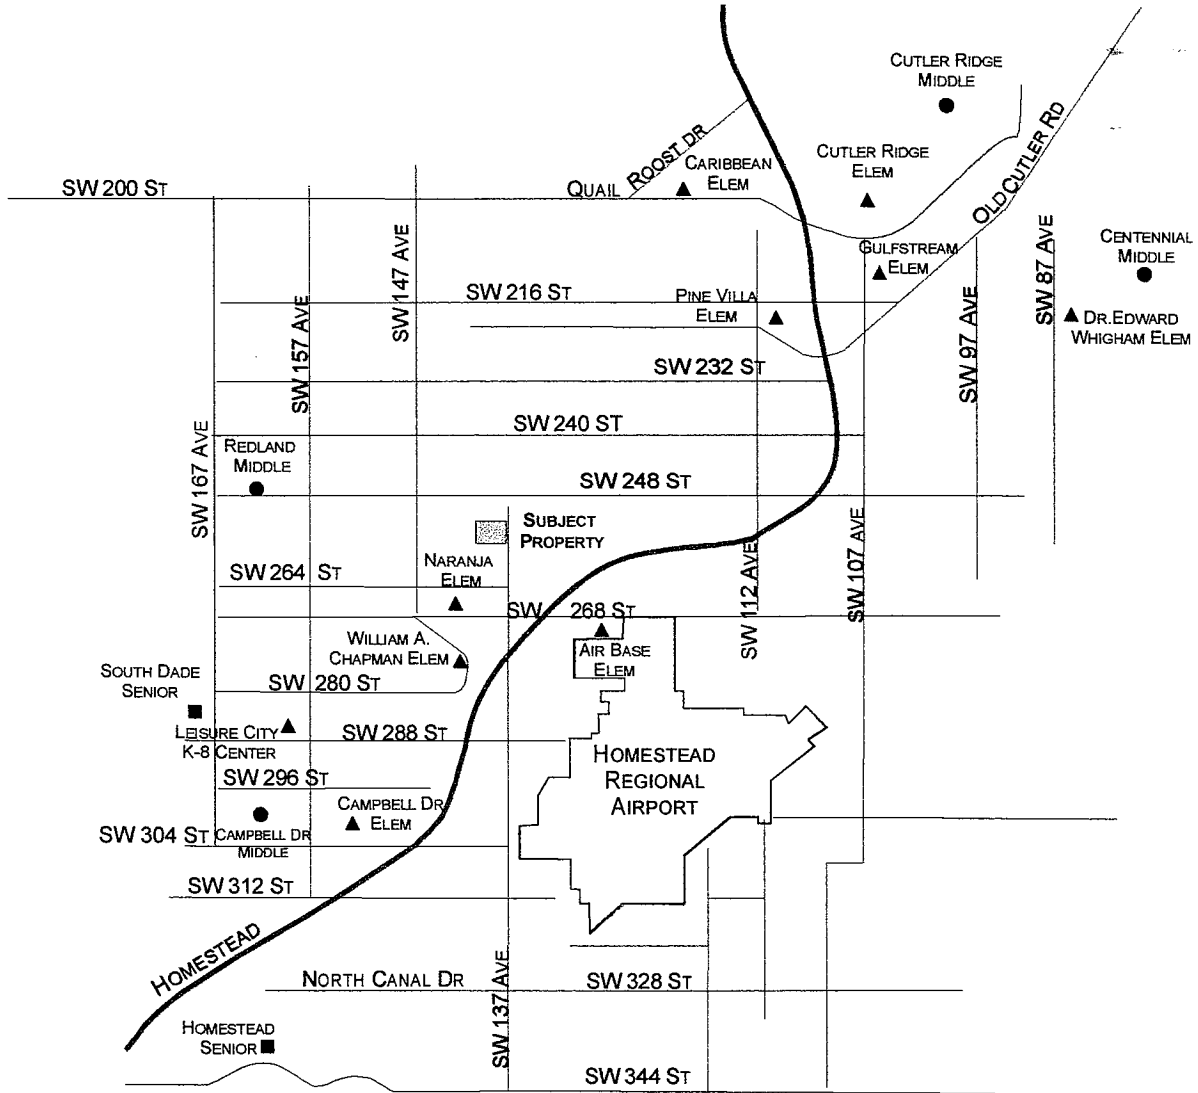 CUTLER RIDGE
MIDDLE
OLD CUTLER RD
QUAIL ROOST DR
CARIBBEAN
ELEM
CUTLER RIDGE
ELEM
SW 200 ST
SW 147 AVE
GULFSTREAM
ELEM
SW 87 AVE
CENTENNIAL
MIDDLE
SW 216 ST
PINE VILLA
ELEM
SW 157 AVE
SW 97 AVE
DR.EDWARD
WHIGHAM ELEM
SW 232 ST
SW 240 ST
SW 167 AVE
REDLAND
MIDDLE
SW 248 ST
SUBJECT
PROPERTY
NARANJA
ELEM
SW 264 ST
SW 112 AVE
SW 107 AVE
SW 268 ST
WILLIAM A.
CHAPMAN ELEM
AIR BASE
ELEM
SOUTH DADE
SENIOR
SW 280 ST
LEISURE CITY
K-8 CENTER
SW 288 ST
HOMESTEAD
REGIONAL
AIRPORT
SW 296 ST
CAMPBELL DR
ELEM
SW 304 ST
CAMPBELL DR
MIDDLE
SW 312 ST
HOMESTEAD
NORTH CANAL DR
SW 137 AVE
SW 328 ST
HOMESTEAD
SENIOR
SW 344 ST